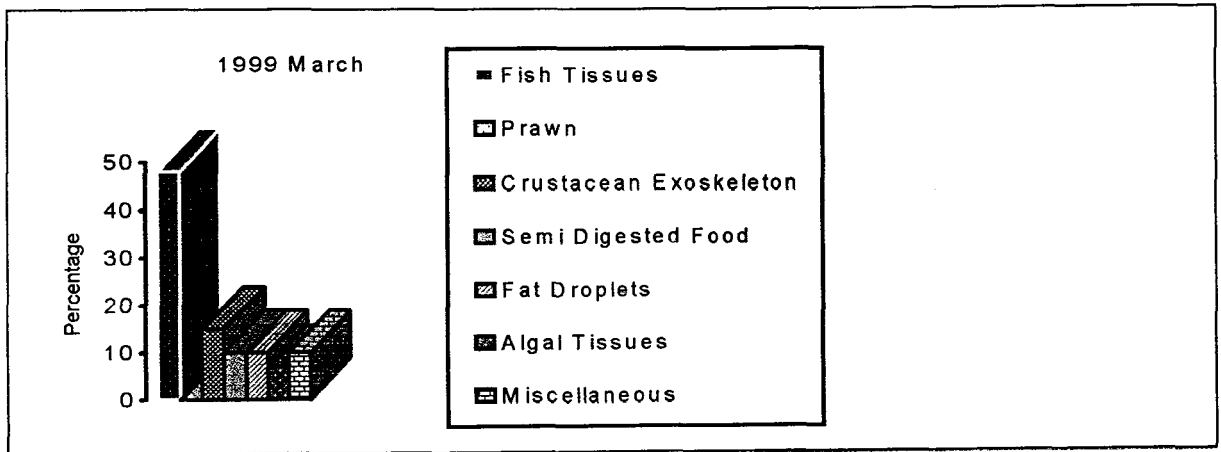 1999 March
50
40
30
20
10
0
Percentage
Fish Tissues
Prawn
Crustacean Exoskeleton
Semi Digested Food
Fat Droplets
Algal Tissues
Miscellaneous